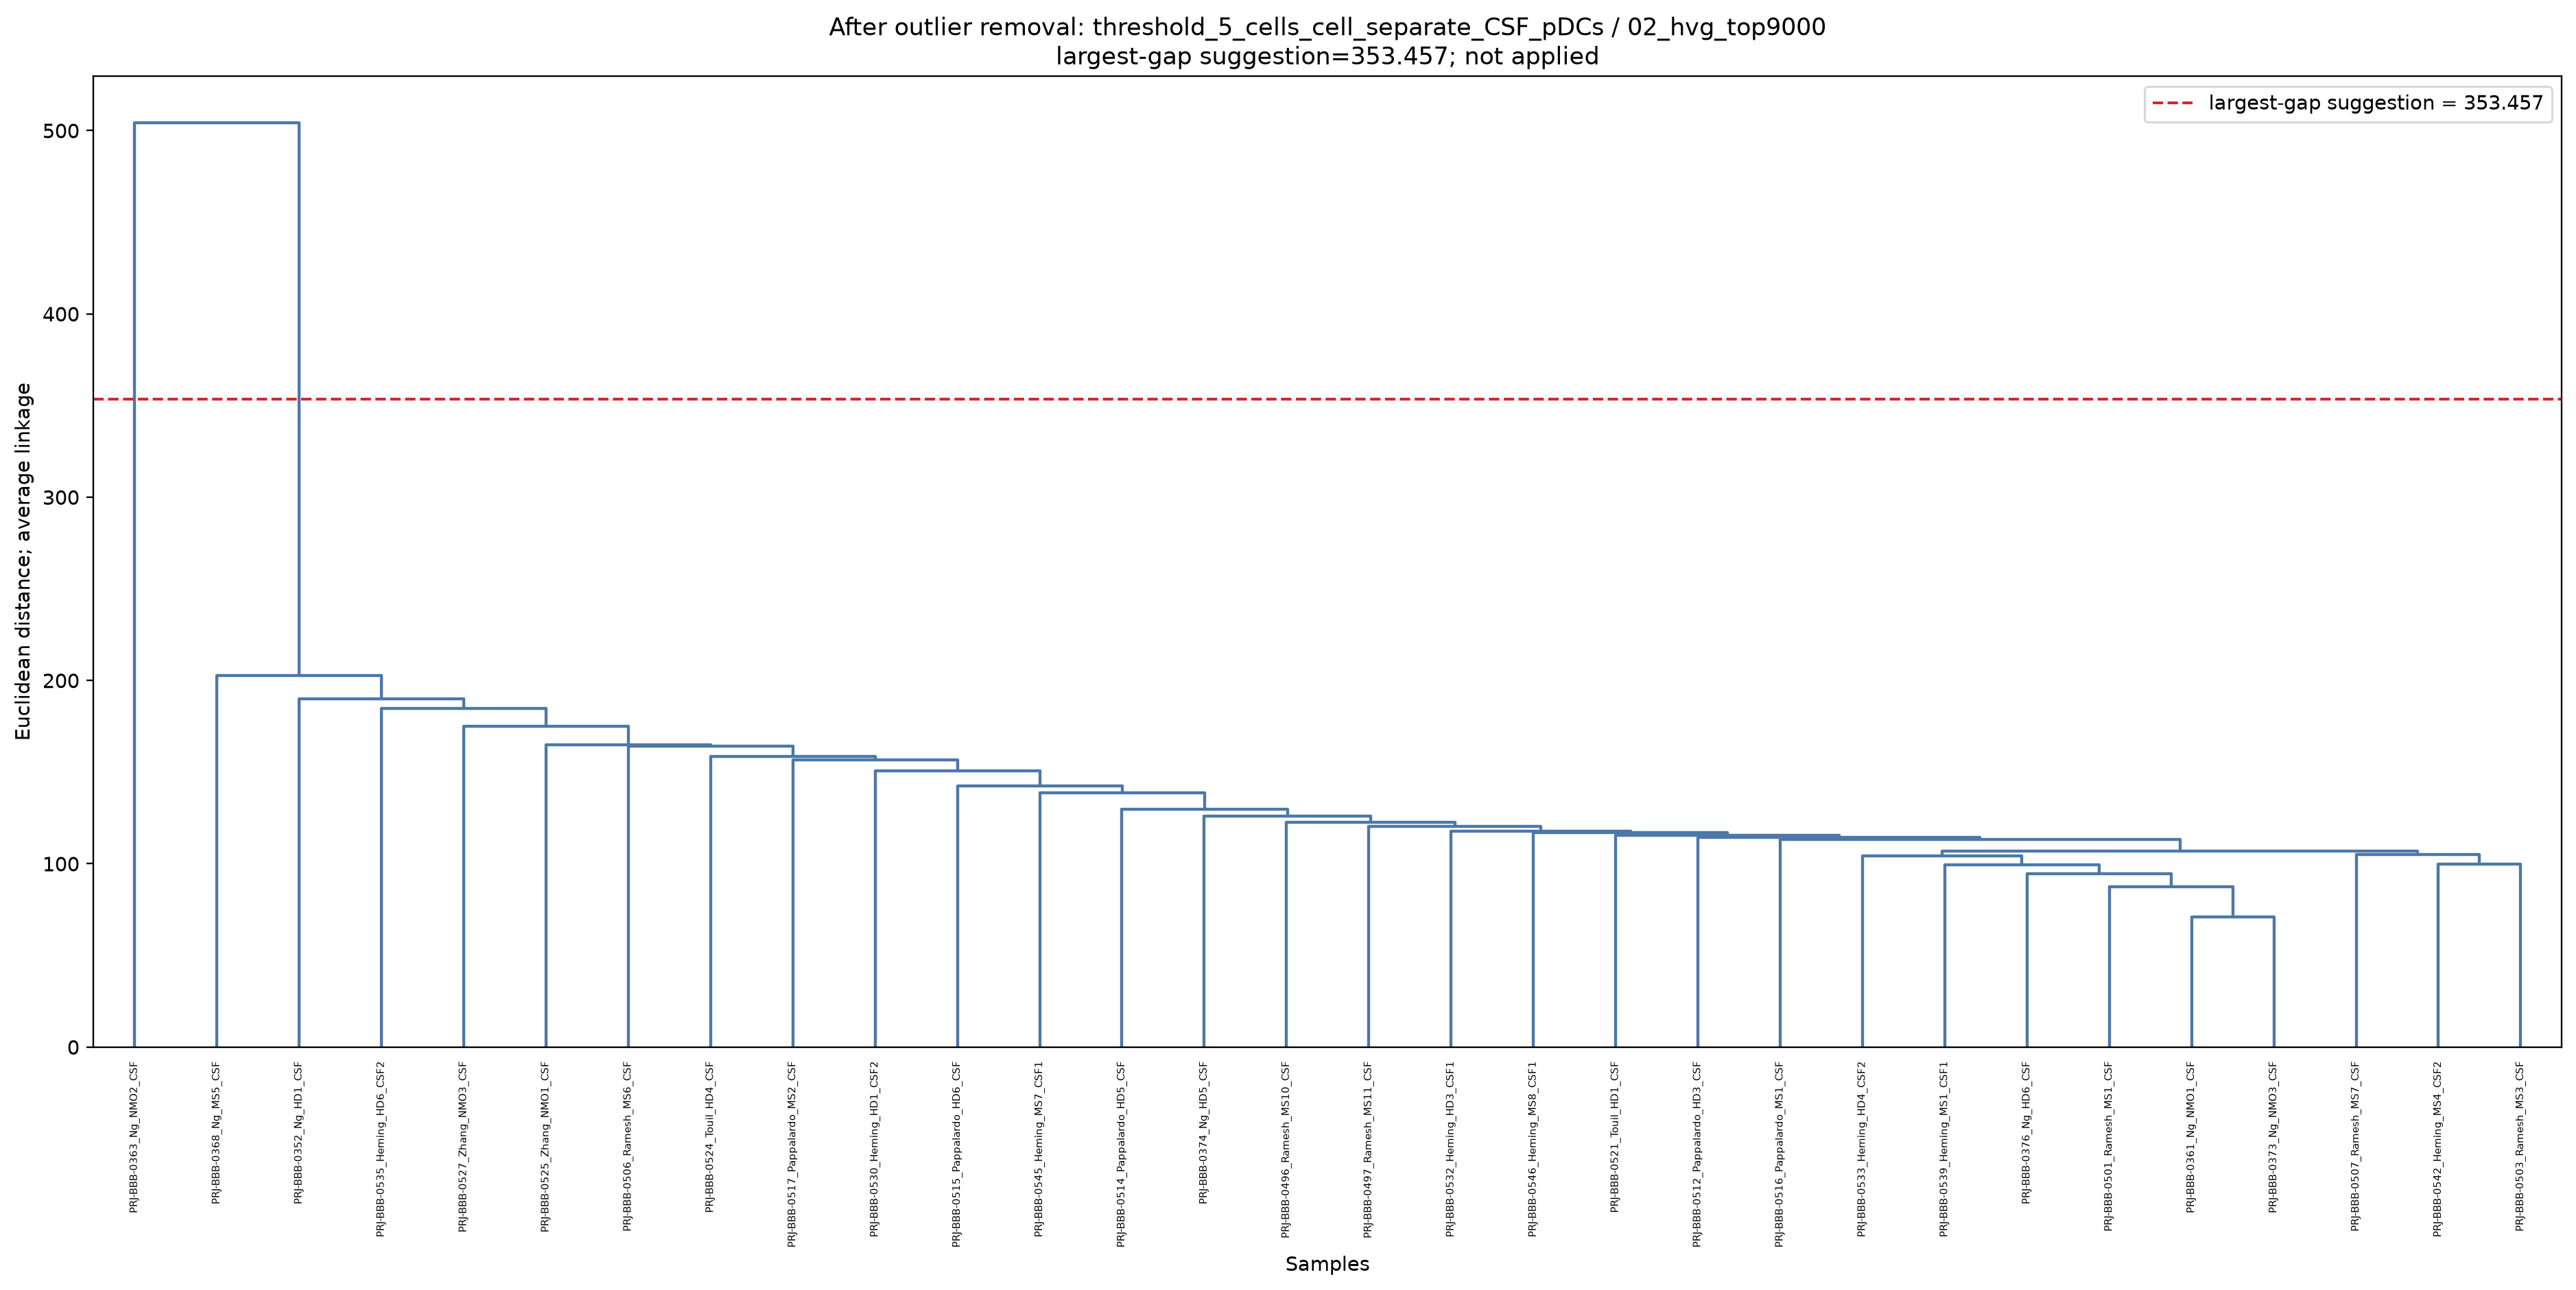 After outlier removal: threshold_5_cells_cell_separate_CSF_pDCs / 02_hvg_top9000
largest-gap suggestion=353.457; not applied
largest-gap suggestion = 353.457
Euclidean distance; average linkage
500
400
300
200
100
0
PRJ-BBB-0363_Ng_NMO2_CSF
PRJ-BBB-0368_Ng_MS5_CSF
PRJ-BBB-0352_Ng_HD1_CSF
PRJ-BBB-0535_Heming_HD6_CSF2
PRJ-BBB-0527_Zhang_NMO3_CSF
PRJ-BBB-0525_Zhang_NMO1_CSF
PRJ-BBB-0506_Ramesh_MS6_CSF
PRJ-BBB-0524_Touil_HD4_CSF
PRJ-BBB-0517_Pappalardo_MS2_CSF
PRJ-BBB-0530_Heming_HD1_CSF2
PRJ-BBB-0515_Pappalardo_HD6_CSF
PRJ-BBB-0545_Heming_MS7_CSF1
PRJ-BBB-0514_Pappalardo_HD5_CSF
PRJ-BBB-0374_Ng_HD5_CSF
PRJ-BBB-0496_Ramesh_MS10_CSF
PRJ-BBB-0497_Ramesh_MS11_CSF
PRJ-BBB-0532_Heming_HD3_CSF1
PRJ-BBB-0546_Heming_MS8_CSF1
PRJ-BBB-0521_Touil_HD1_CSF
PRJ-BBB-0512_Pappalardo_HD3_CSF
PRJ-BBB-0516_Pappalardo_MS1_CSF
PRJ-BBB-0533_Heming_HD4_CSF2
PRJ-BBB-0539_Heming_MS1_CSF1
PRJ-BBB-0376_Ng_HD6_CSF
PRJ-BBB-0501_Ramesh_MS1_CSF
PRJ-BBB-0361_Ng_NMO1_CSF
PRJ-BBB-0373_Ng_NMO3_CSF
PRJ-BBB-0507_Ramesh_MS7_CSF
PRJ-BBB-0542_Heming_MS4_CSF2
PRJ-BBB-0503_Ramesh_MS3_CSF
Samples